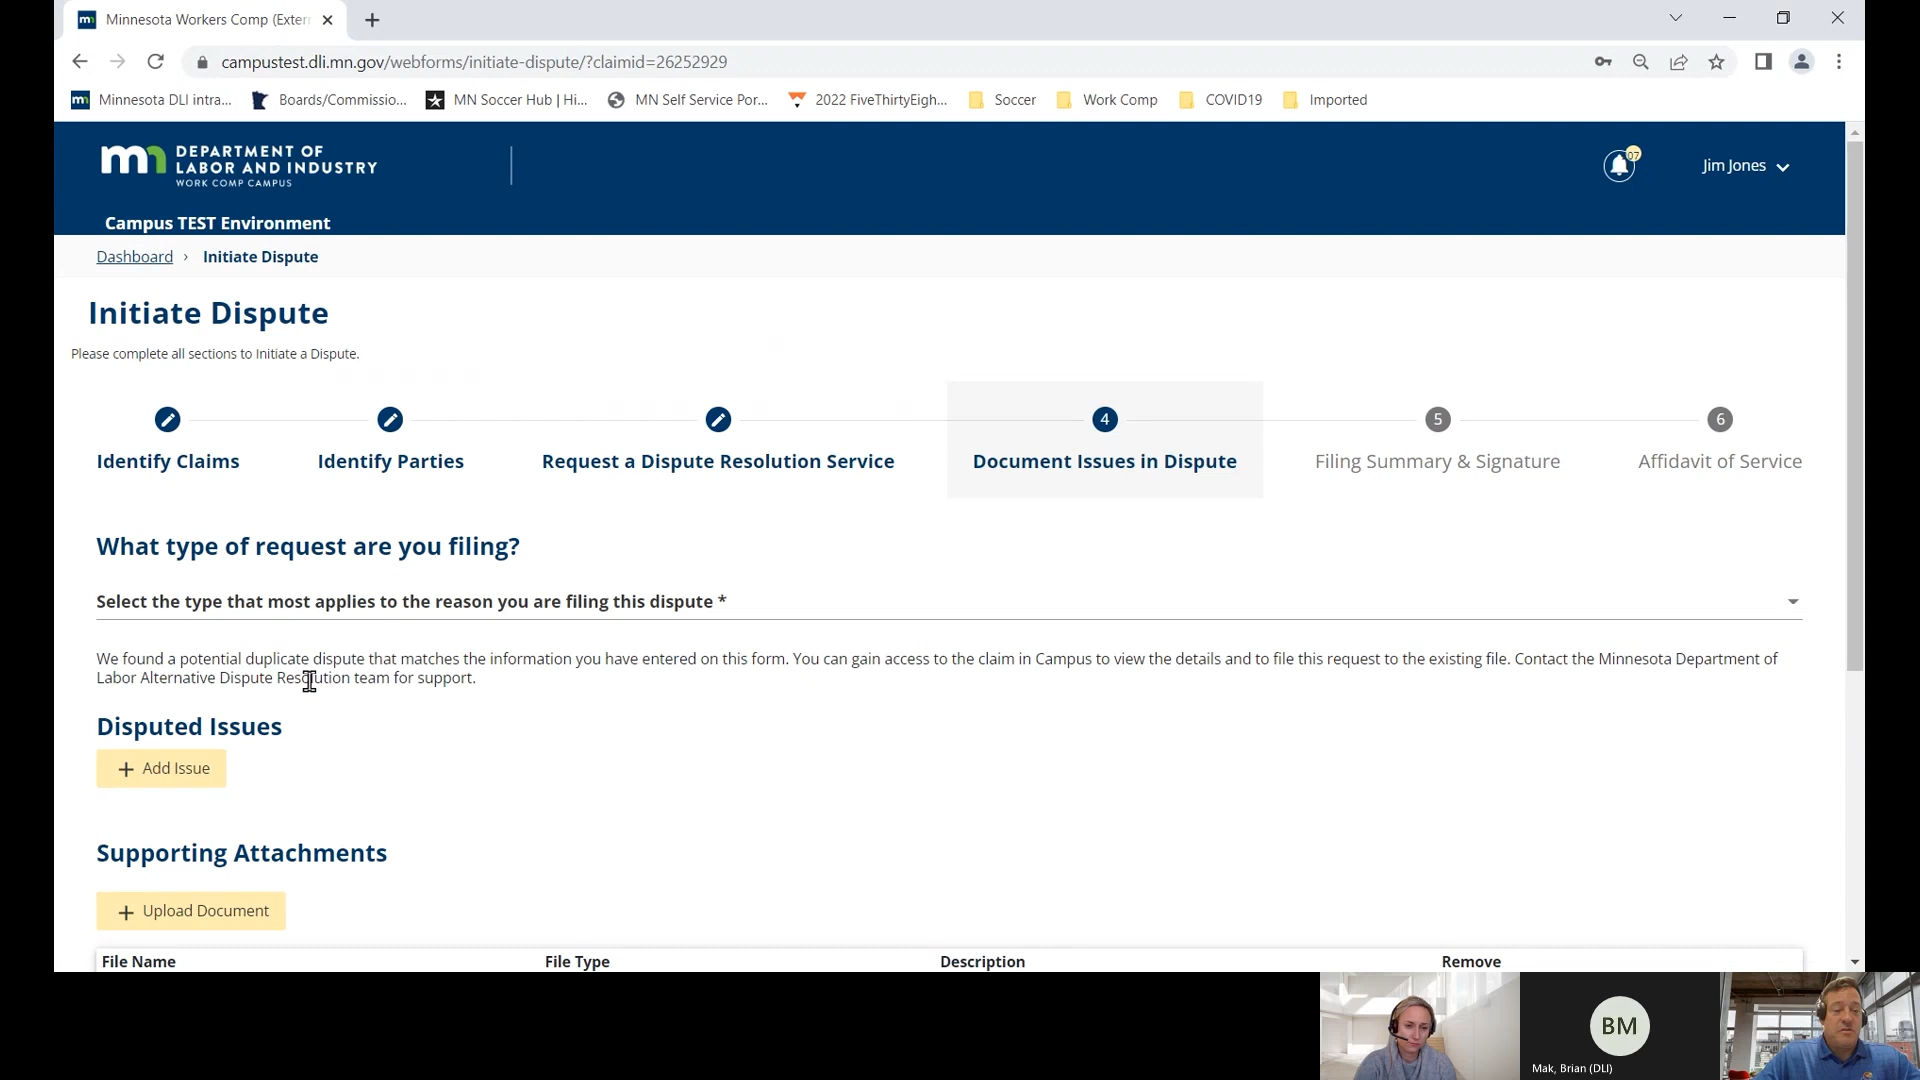 Minnesota Workers Comp (Exter
campustest.dli.mn.gov/webforms/initiate-dispute/?claimid=26252929
Minnesota DLI intra...
Boards/Commissio...
MN Soccer Hub | Hi...
MN Self Service Por...
2022 FiveThirtyEigh...
Soccer
Work Comp
COVID19
Imported
DEPARTMENT OF
LABOR AND INDUSTRY
WORK COMP CAMPUS
07
Jim Jones
Campus TEST Environment
Dashboard › Initiate Dispute
Initiate Dispute
Please complete all sections to Initiate a Dispute.
4
5
6
Identify Claims
Identify Parties
Request a Dispute Resolution Service
Document Issues in Dispute
Filing Summary & Signature
Affidavit of Service
What type of request are you filing?
Select the type that most applies to the reason you are filing this dispute *
We found a potential duplicate dispute that matches the information you have entered on this form. You can gain access to the claim in Campus to view the details and to file this request to the existing file. Contact the Minnesota Department of
Labor Alternative Dispute Resolution team for support.
Disputed Issues
+ Add Issue
Supporting Attachments
+ Upload Document
File Name
File Type
Description
Remove
BM
Mak, Brian (DLI)